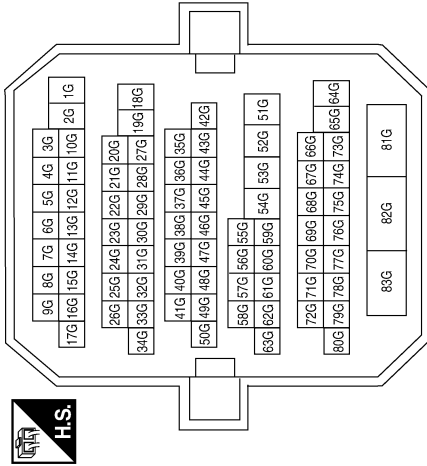 H.S.
9G 8G 7G 6G 5G 4G 3G
17G 16G 15G 14G 13G 12G 11G 10G 2G 1G
26G 25G 24G 23G 22G 21G 20G
34G 33G 32G 31G 30G 29G 28G 27G 19G 18G
41G 40G 39G 38G 37G 36G 35G
50G 49G 48G 47G 46G 45G 44G 43G 42G
58G 57G 56G 55G
63G 62G 61G 60G 59G 54G 53G 52G 51G
72G 71G 70G 69G 68G 67G 66G
80G 79G 78G 77G 76G 75G 74G 73G 65G 64G
83G 82G 81G